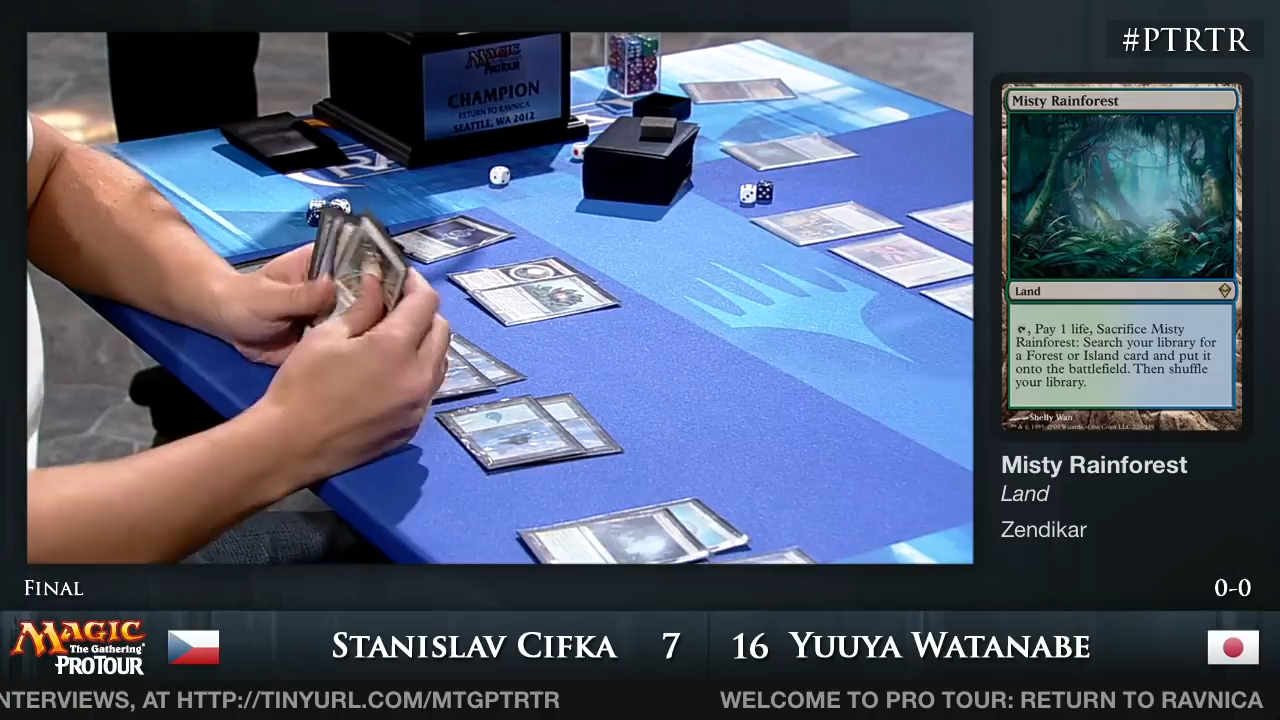 #PTRTR
MAGIC
PRO TOUR
CHAMPION
RETURN TO RAVNICA
SEATTLE, WA 2012
Misty Rainforest
Land
, Pay 1 life, Sacrifice Misty
Rainforest: Search your library for
a Forest or Island card and put it
onto the battlefield. Then shuffle
your library.
Shelly Wan
Misty Rainforest
Land
Zendikar
FINAL
0-0
MAGIC
The Gathering
PRO TOUR
STANISLAV CIFKA 7
16 YUUYA WATANABE
NTERVIEWS, AT HTTP://TINYURL.COM/MTGPTRTR
WELCOME TO PRO TOUR: RETURN TO RAVNICA